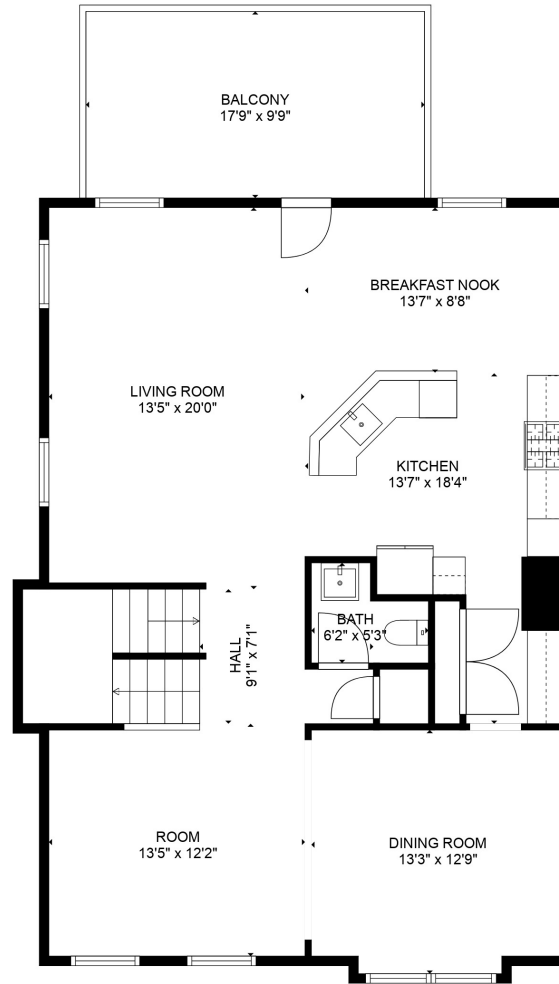 BALCONY
17'9" x 9'9"
BREAKFAST NOOK
13'7" x 8'8"
LIVING ROOM
13'5" x 20'0"
KITCHEN
13'7" x 18'4"
BATH
6'2" x 5'3"
HALL
9'1" x 7'1"
ROOM
13'5" x 12'2"
DINING ROOM
13'3" x 12'9"